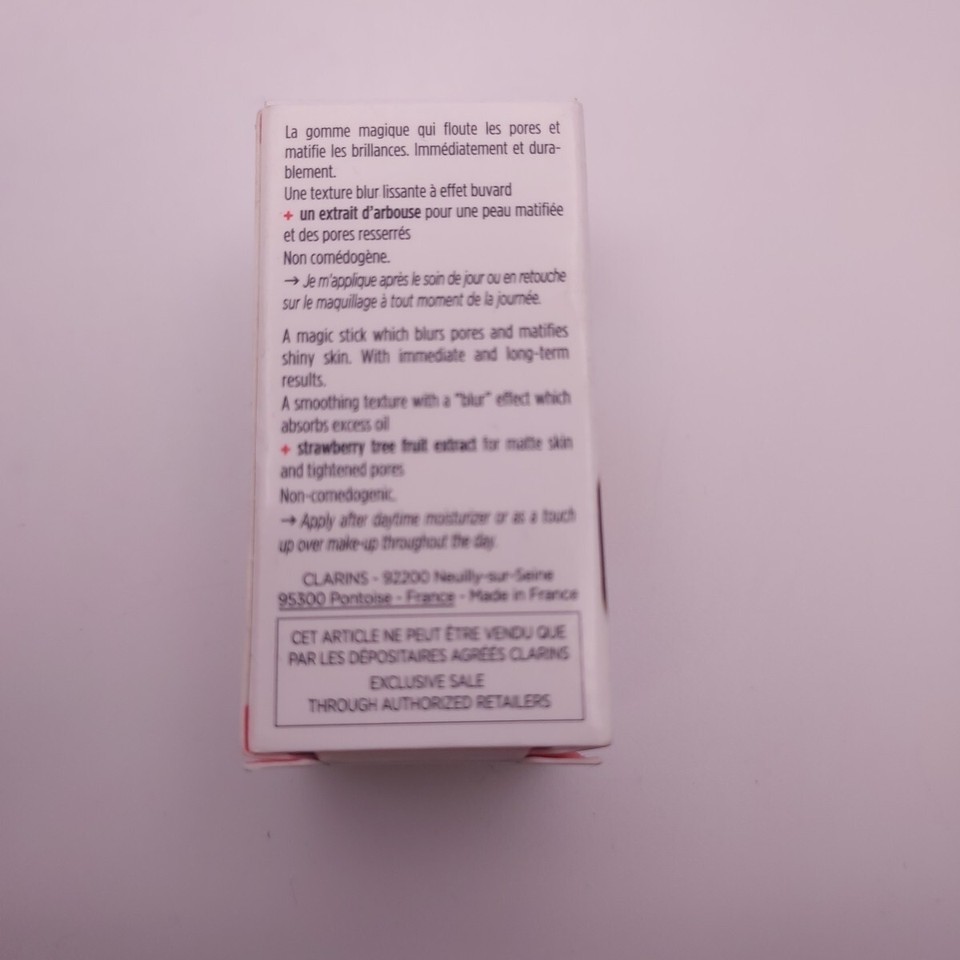 La gomme magique qui floute les pores et
matifie les brillances. Immédiatement et dura-
blement.
Une texture blur lissante à effet buvard
+ un extrait d'arbouse pour une peau matifiée
et des pores resserrés
Non comédogène.
→ Je m'applique après le soin de jour ou en retouche
sur le maquillage à tout moment de la journée.
A magic stick which blurs pores and matifies
shiny skin. With immediate and long-term
results.
A smoothing texture with a "blur" effect which
absorbs excess oil
+ strawberry tree fruit extract for matte skin
and tightened pores
Non-comedogenic.
→ Apply after daytime moisturizer or as a touch
up over make-up throughout the day.
CLARINS - 92200 Neuilly-sur-Seine
95300 Pontoise - France - Made in France
CET ARTICLE NE PEUT ÊTRE VENDU QUE
PAR LES DÉPOSITAIRES AGRÉÉS CLARINS
EXCLUSIVE SALE
THROUGH AUTHORIZED RETAILERS